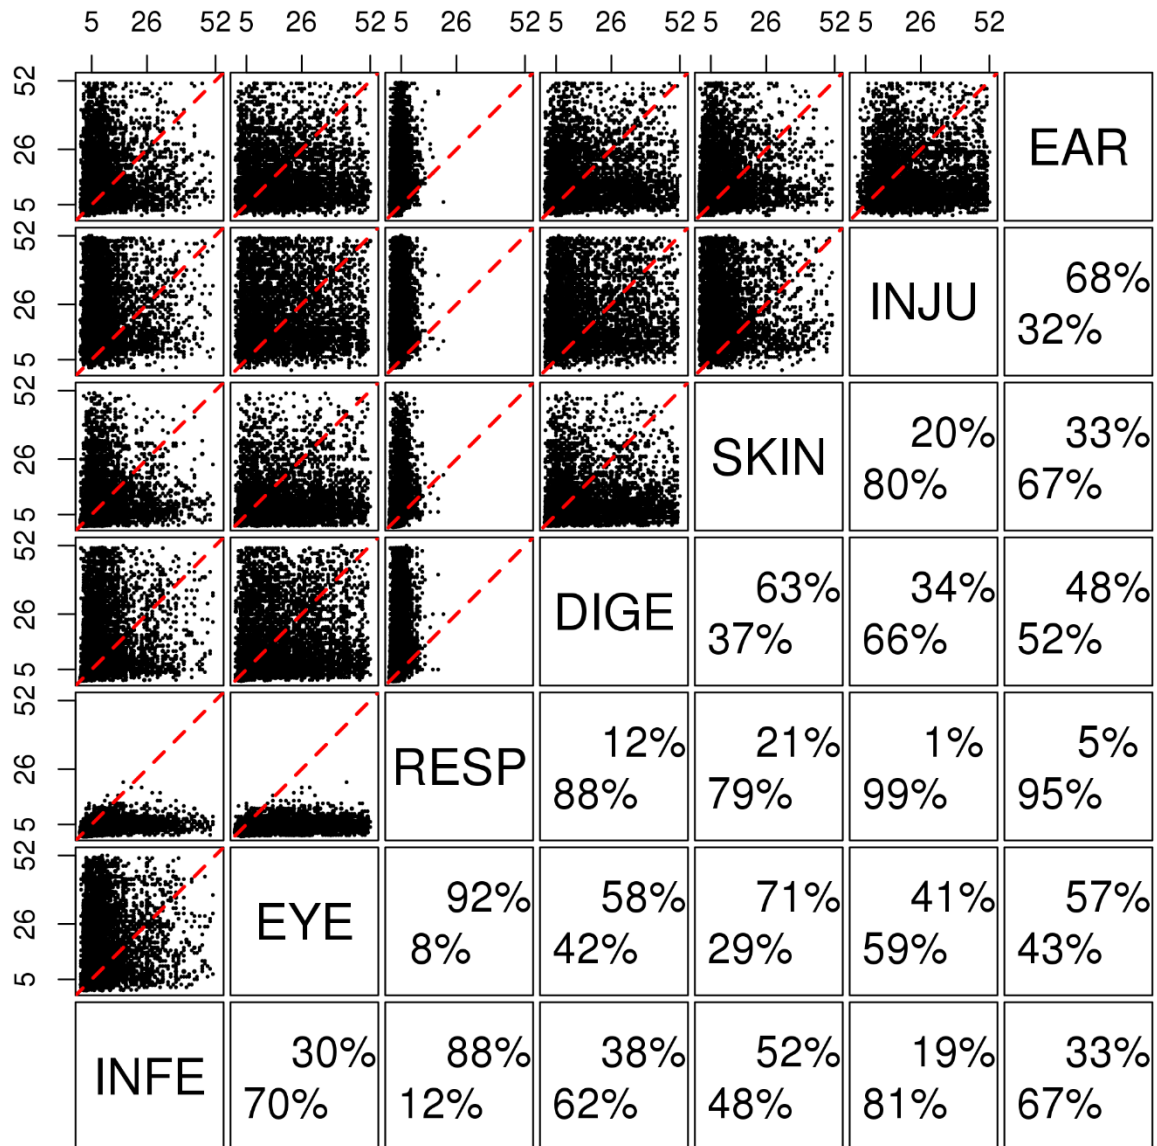 5 26 52 5 26 52 5 26 52 5 26 52 5 26 52 5 26 52
52 26 5 EAR
52 26 5 INJU 68%
32%
52 26 5 SKIN 20% 33%
80% 67%
52 26 5 DIGE 63% 34% 48%
37% 66% 52%
52 26 5 RESP 12% 21% 1% 5%
88% 79% 99% 95%
52 26 5 EYE 92% 58% 71% 41% 57%
8% 42% 29% 59% 43%
INFE 30% 88% 38% 52% 19% 33%
70% 12% 62% 48% 81% 67%